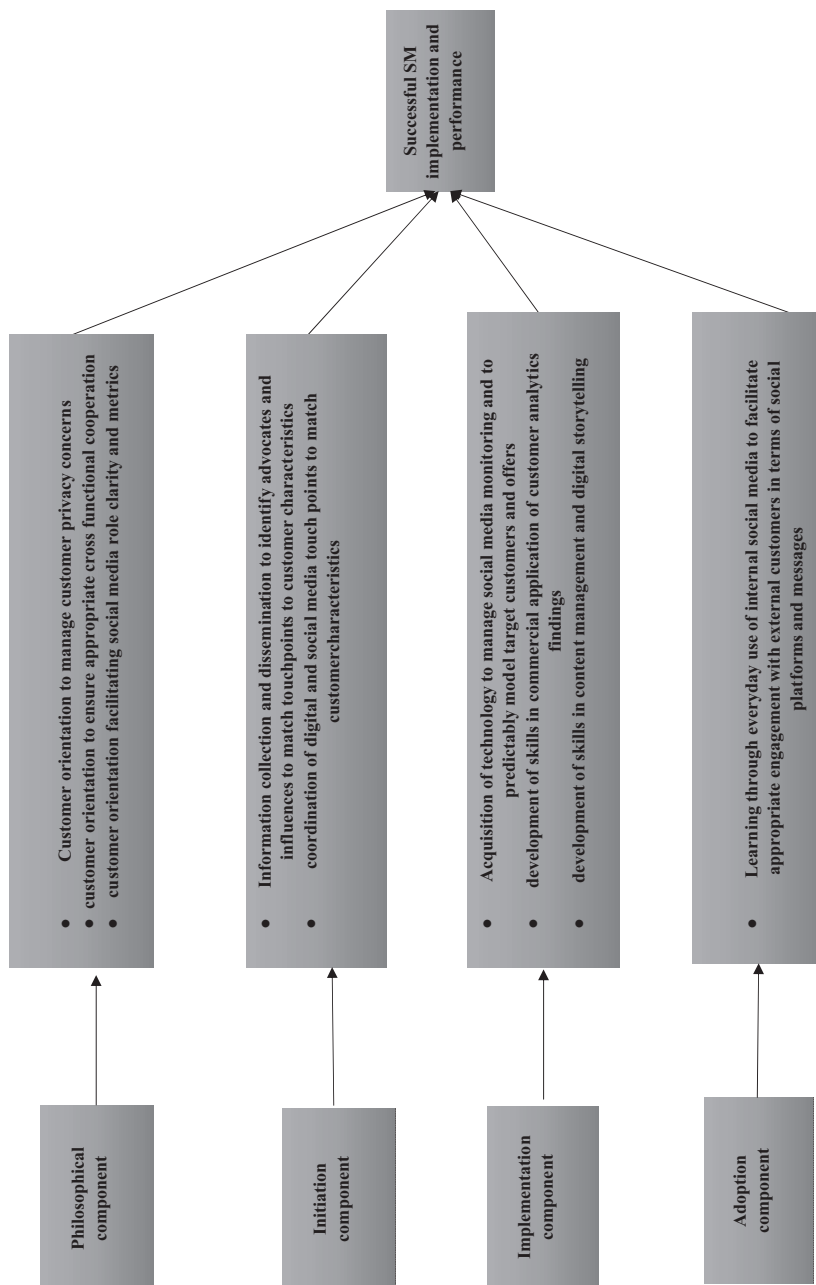 Philosophical
component
• Customer orientation to manage customer privacy concerns
• customer orientation to ensure appropriate cross functional cooperation
• customer orientation facilitating social media role clarity and metrics
Initiation
component
• Information collection and dissemination to identify advocates and
influences to match touchpoints to customer characteristics
• coordination of digital and social media touch points to match
customercharacteristics
Implementation
component
• Acquisition of technology to manage social media monitoring and to
predictably model target customers and offers
• development of skills in commercial application of customer analytics
findings
• development of skills in content management and digital storytelling
Adoption
component
• Learning through everyday use of internal social media to facilitate
appropriate engagement with external customers in terms of social
platforms and messages
Successful SM
implementation and
performance